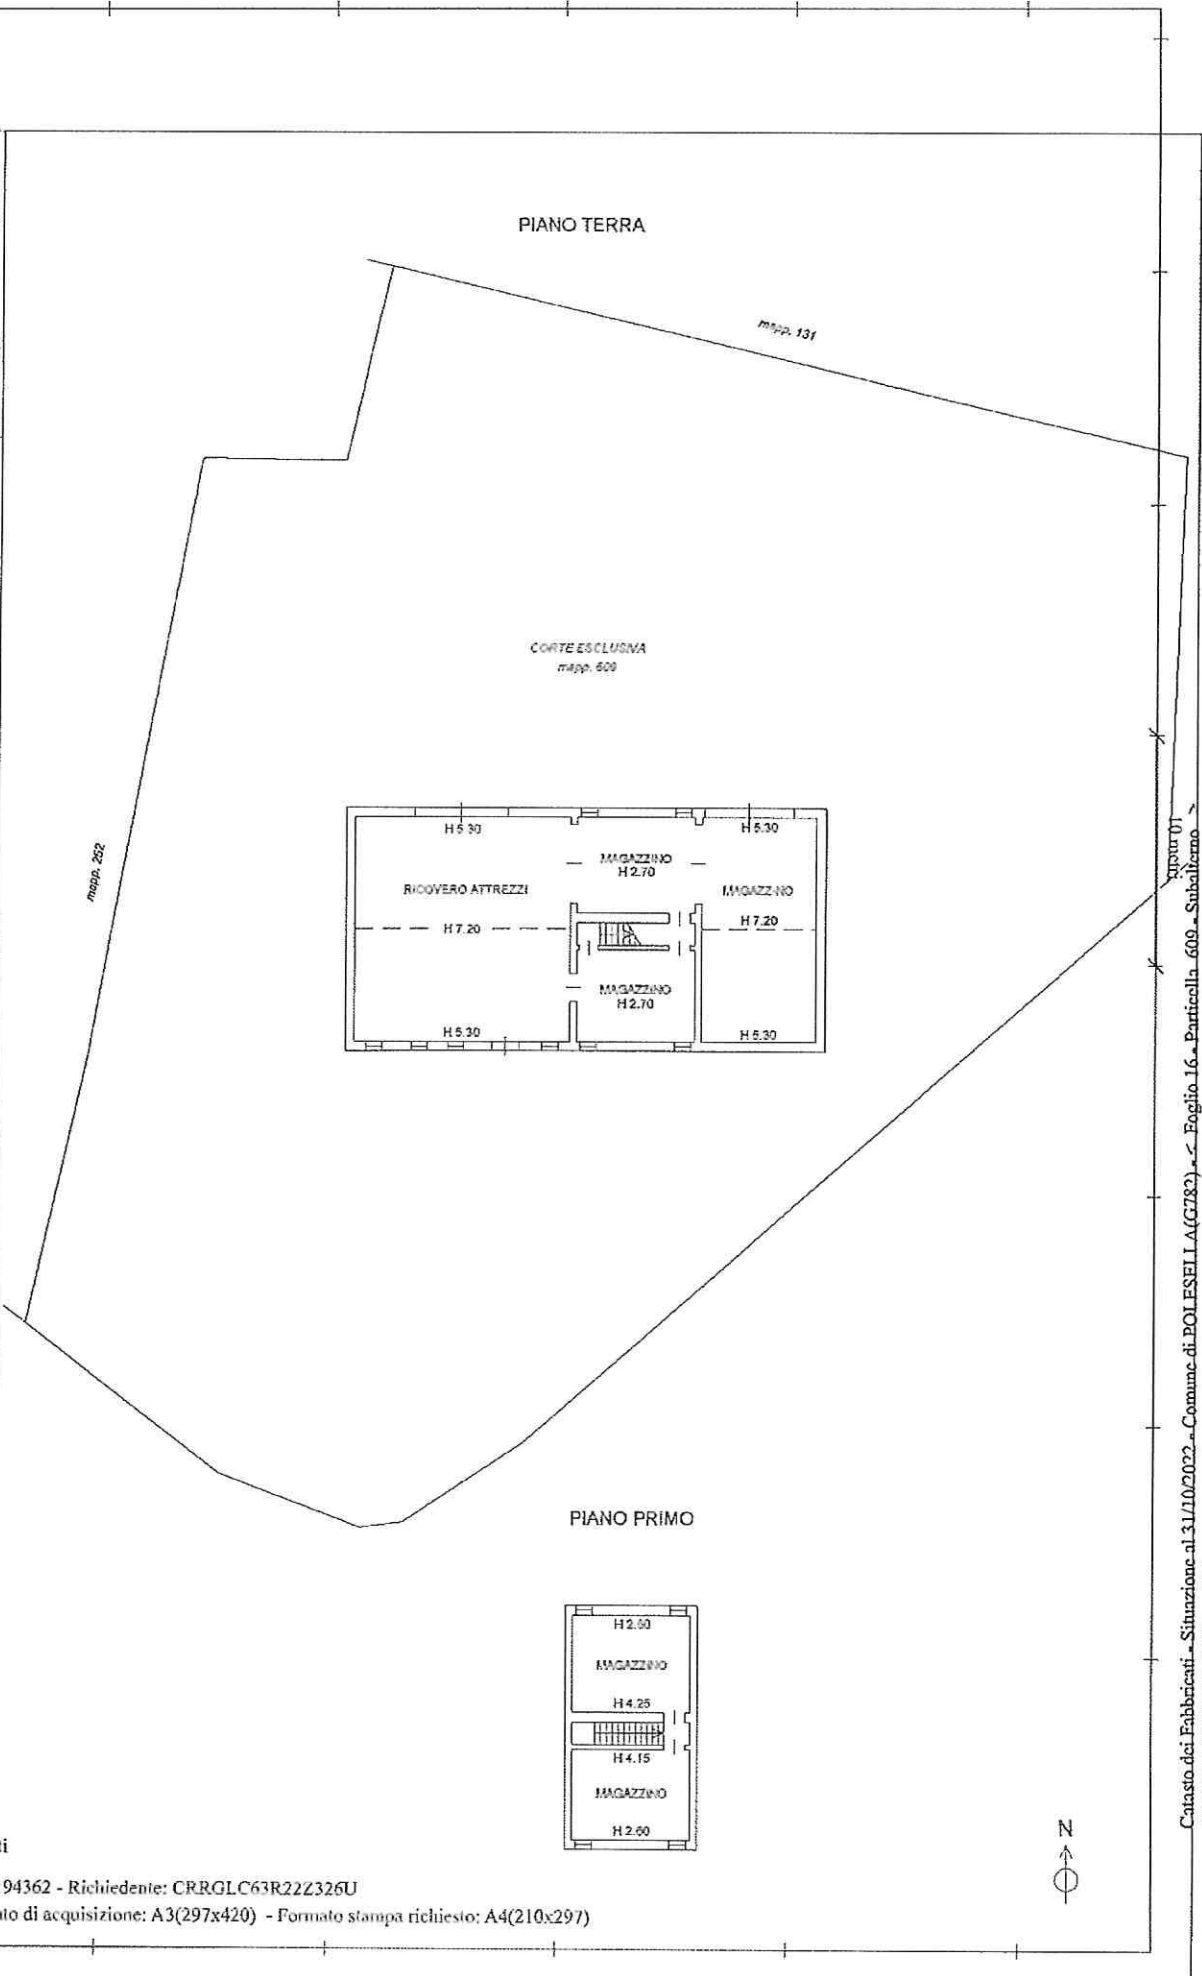 PIANO TERRA
mapp. 131
CORTE ESCLUSIVA
mapp. 609
mapp. 252
H 5.30
H 5.30
MAGAZZINO
H 2.70
RICOVERO ATTREZZI
MAGAZZINO
H 7.20
H 7.20
MAGAZZINO
H 2.70
H 5.30
H 5.30
PIANO PRIMO
H 2.60
MAGAZZINO
H 4.25
H 4.15
MAGAZZINO
H 2.60
N
ti
94362 - Richiedente: CRRGLC63R22Z326U
to di acquisizione: A3(297x420) - Formato stampa richiesto: A4(210x297)
Catasto dei Fabbricati - Situazione al 31/10/2022 - Comune di POLESELLA(G782) - < Foglio 16 - Particella 609 - Subalterno >